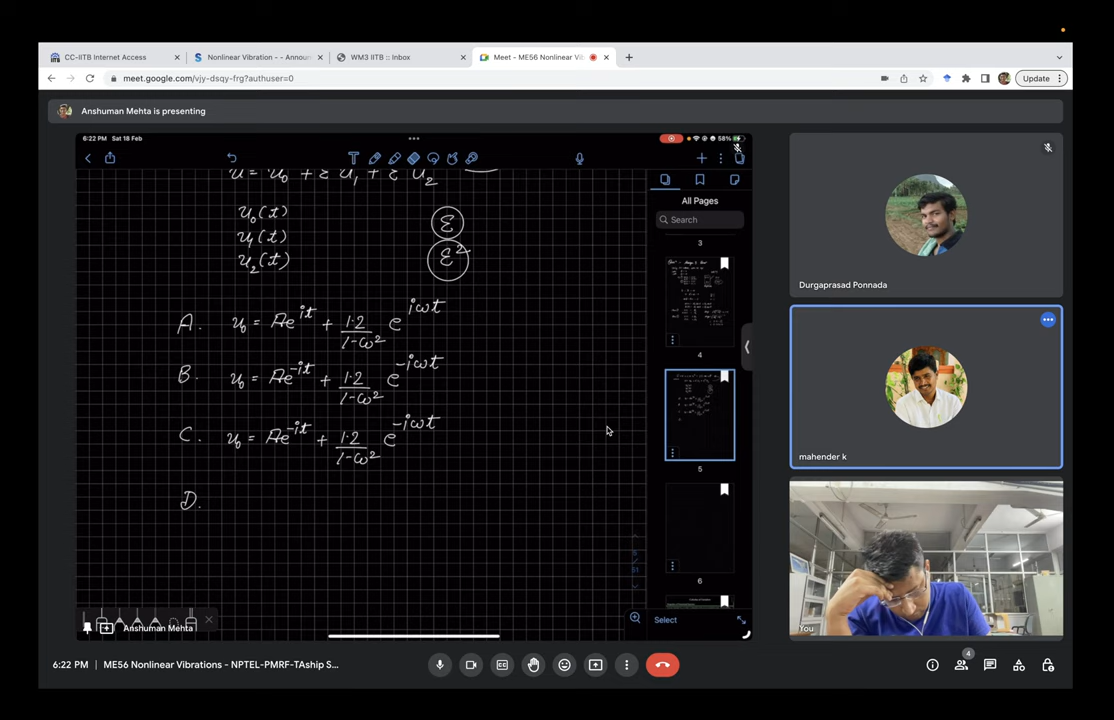 CC-IITB Internet Access
Nonlinear Vibration - - Announ
WM3 IITB :: Inbox
Meet - ME56 Nonlinear Vib
meet.google.com/vjy-dsqy-frg?authuser=0
Update
Anshuman Mehta is presenting
6:22 PM Sat 18 Feb
58%
u = u₀ + ε u₁ + ε u₂
u₀(t)
u₁(t)
u₂(t)
ε
ε²
A. u₀ = Ae^{it} + 1.2/(1-ω²) e^{iωt}
B. u₀ = Ae^{-it} + 1.2/(1-ω²) e^{-iωt}
C. u₀ = Ae^{-it} + 1.2/(1-ω²) e^{-iωt}
D.
All Pages
Search
3
4
5
6
Select
Anshuman Mehta
Durgaprasad Ponnada
mahender k
You
6:22 PM | ME56 Nonlinear Vibrations - NPTEL-PMRF-TAship S...
4